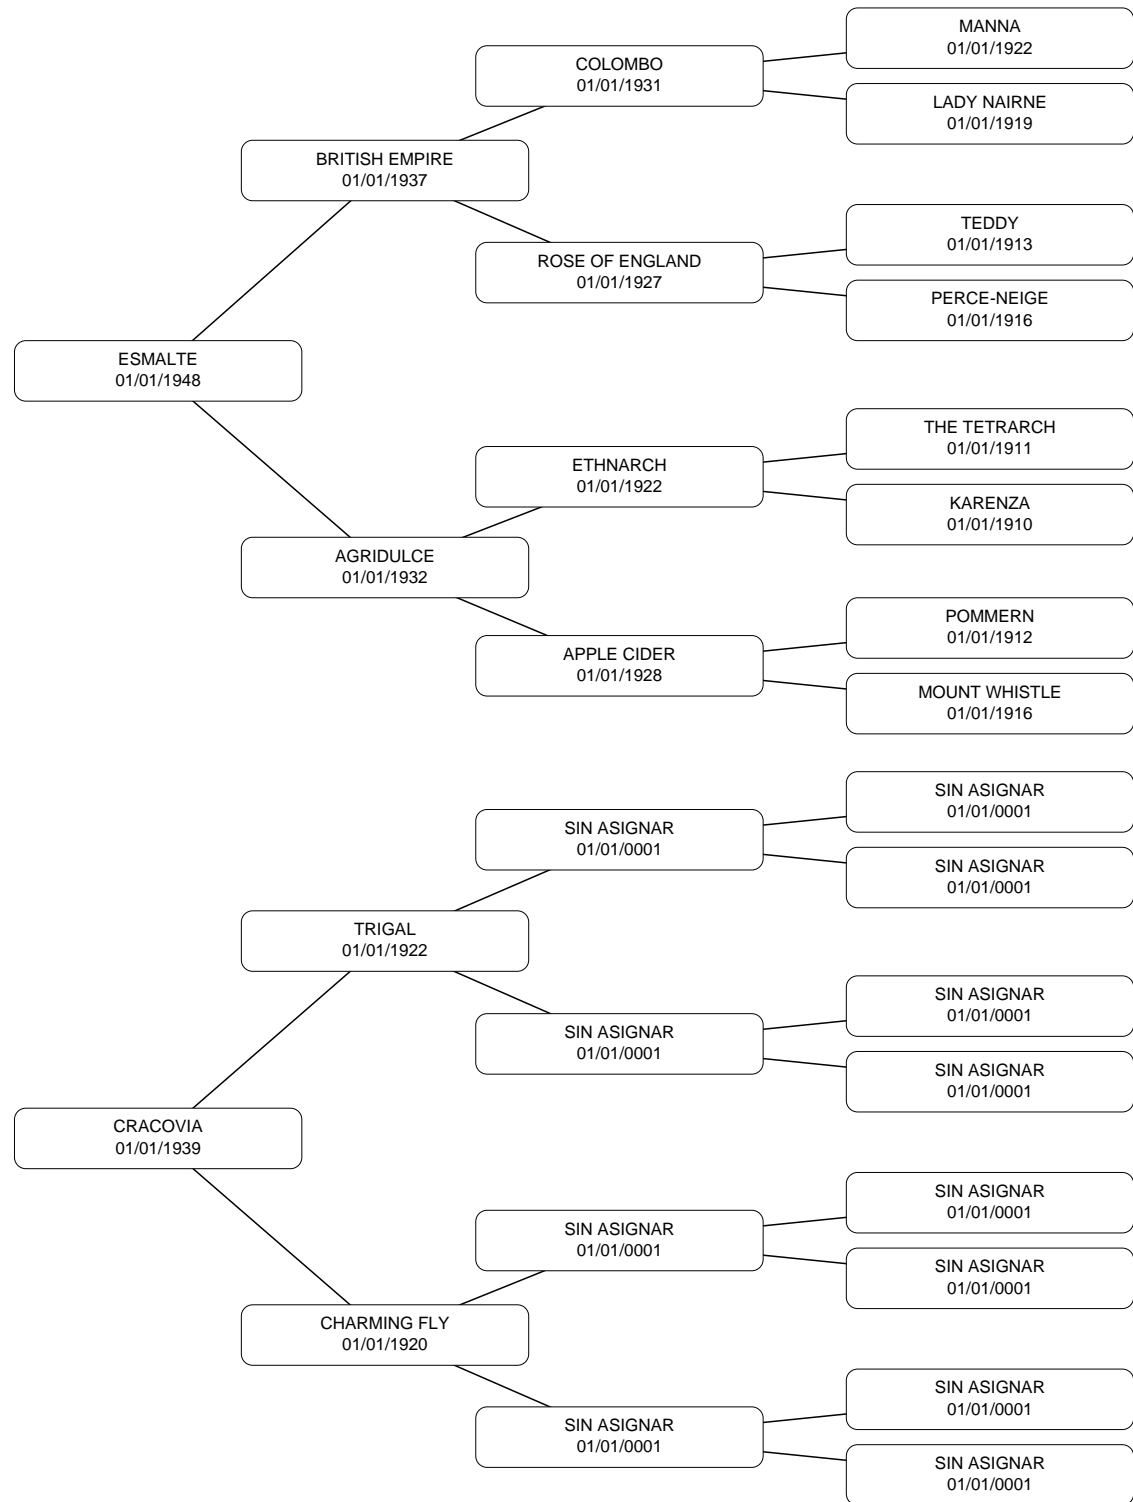 MANNA
01/01/1922
COLOMBO
01/01/1931
LADY NAIRNE
01/01/1919
BRITISH EMPIRE
01/01/1937
TEDDY
01/01/1913
ROSE OF ENGLAND
01/01/1927
PERCE-NEIGE
01/01/1916
ESMALTE
01/01/1948
THE TETRARCH
01/01/1911
ETHNARCH
01/01/1922
KARENZA
01/01/1910
AGRIDULCE
01/01/1932
POMMERN
01/01/1912
APPLE CIDER
01/01/1928
MOUNT WHISTLE
01/01/1916
SIN ASIGNAR
01/01/0001
SIN ASIGNAR
01/01/0001
SIN ASIGNAR
01/01/0001
TRIGAL
01/01/1922
SIN ASIGNAR
01/01/0001
SIN ASIGNAR
01/01/0001
SIN ASIGNAR
01/01/0001
CRACOVIA
01/01/1939
SIN ASIGNAR
01/01/0001
SIN ASIGNAR
01/01/0001
SIN ASIGNAR
01/01/0001
CHARMING FLY
01/01/1920
SIN ASIGNAR
01/01/0001
SIN ASIGNAR
01/01/0001
SIN ASIGNAR
01/01/0001